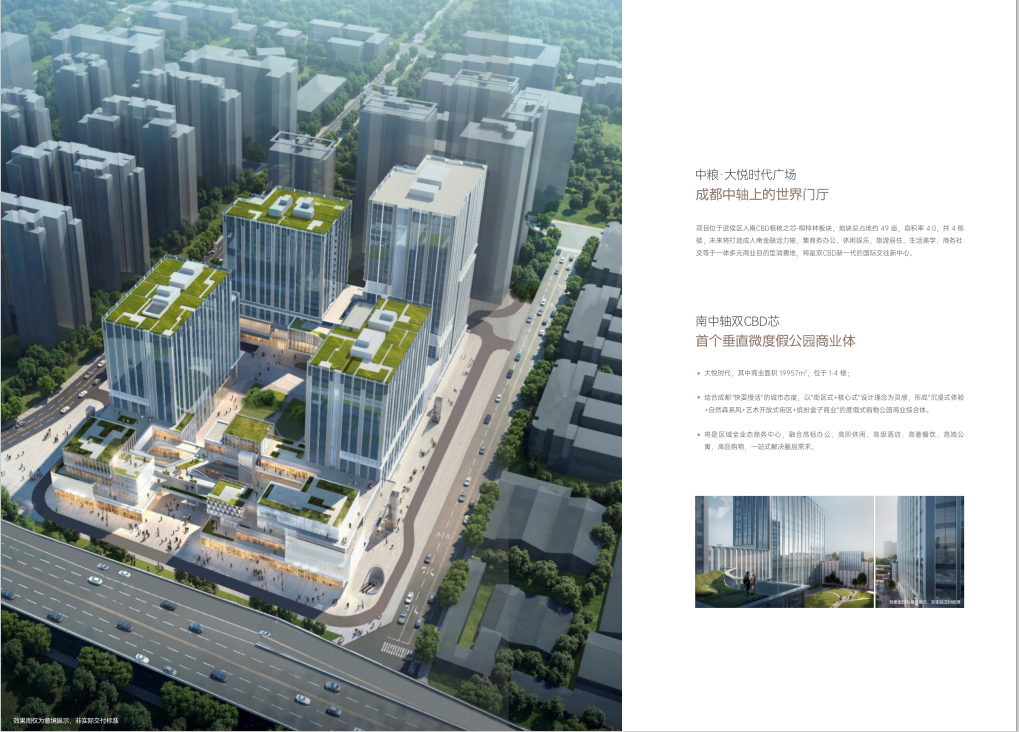 中粮·大悦时代广场
成都中轴上的世界门厅
项目位于武侯区人南CBD极核之芯-桐梓林板块，地块总占地约 49 亩，容积率 4.0，共 4 栋
楼，未来将打造成人南金融活力轴，集商务办公、休闲娱乐、旅游居住、生活美学、商务社
交等于一体多元商业目的型消费地，将是双CBD新一代的国际交往新中心。
南中轴双CBD芯
首个垂直微度假公园商业体
• 大悦时代，其中商业面积 19957m²，位于 1-4 楼；
• 结合成都“快耍慢活”的城市态度，以“街区式+核心式”设计理念为灵感，形成“沉浸式体验
+自然森系风+艺术开放式街区+缤纷盒子商业”的度假式购物公园商业综合体。
• 将是区域全业态商务中心，融合高标办公、高阶休闲、高级酒店、高奢餐饮、高端公
寓、高品购物，一站式解决圈层需求。
效果图仅为意境展示，非实际交付标准
效果图仅为意境展示，非实际交付标准